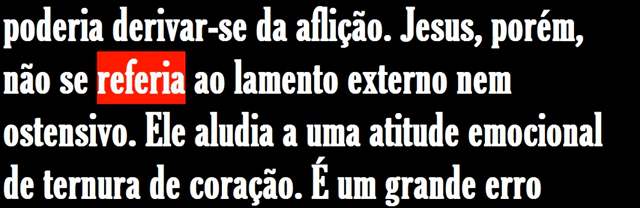 poderia derivar-se da aflição. Jesus, porém,
não se referia ao lamento externo nem
ostensivo. Ele aludia a uma atitude emocional
de ternura de coração. É um grande erro